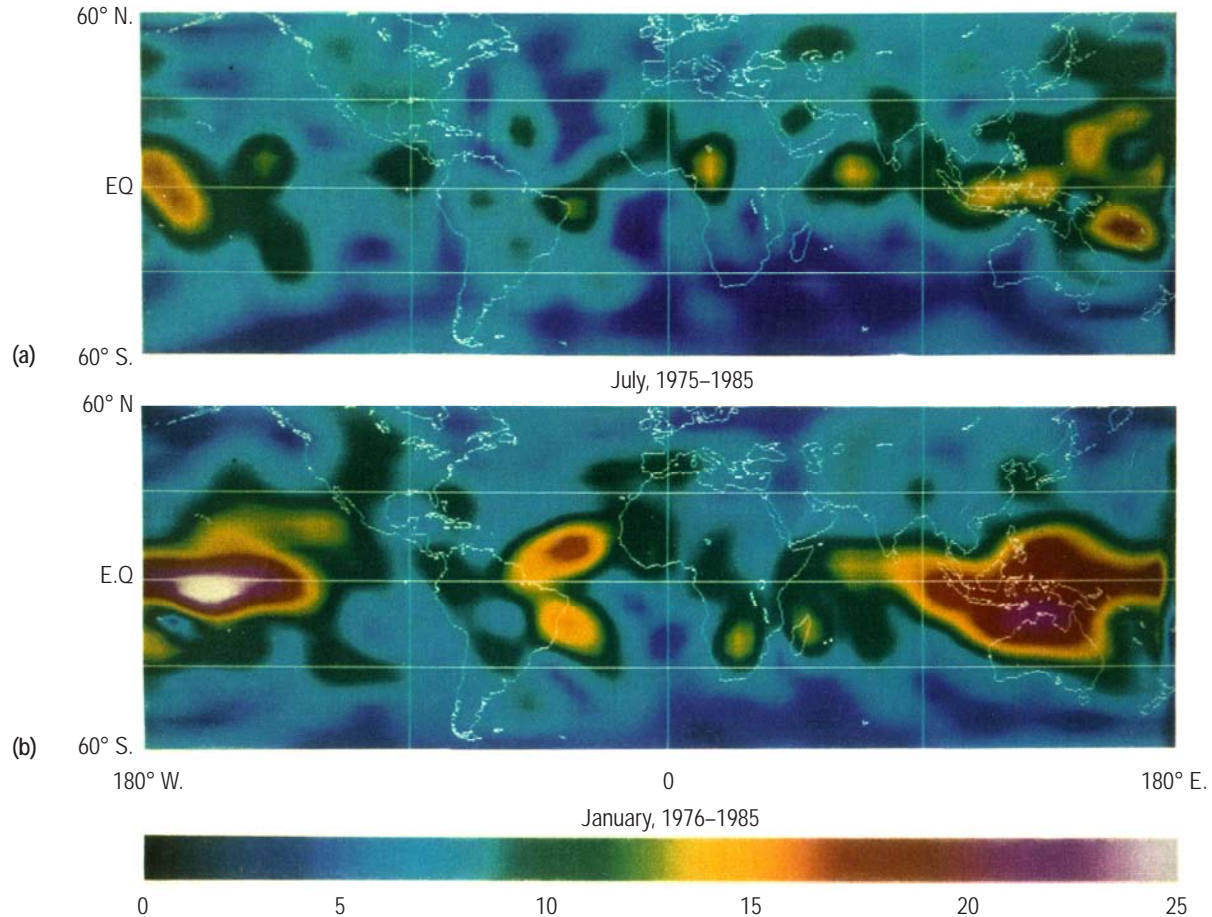 60° N.
EQ
(a)
60° S.
July, 1975–1985
60° N
E.Q
(b)
60° S.
180° W.
0
180° E.
January, 1976–1985
0
5
10
15
20
25